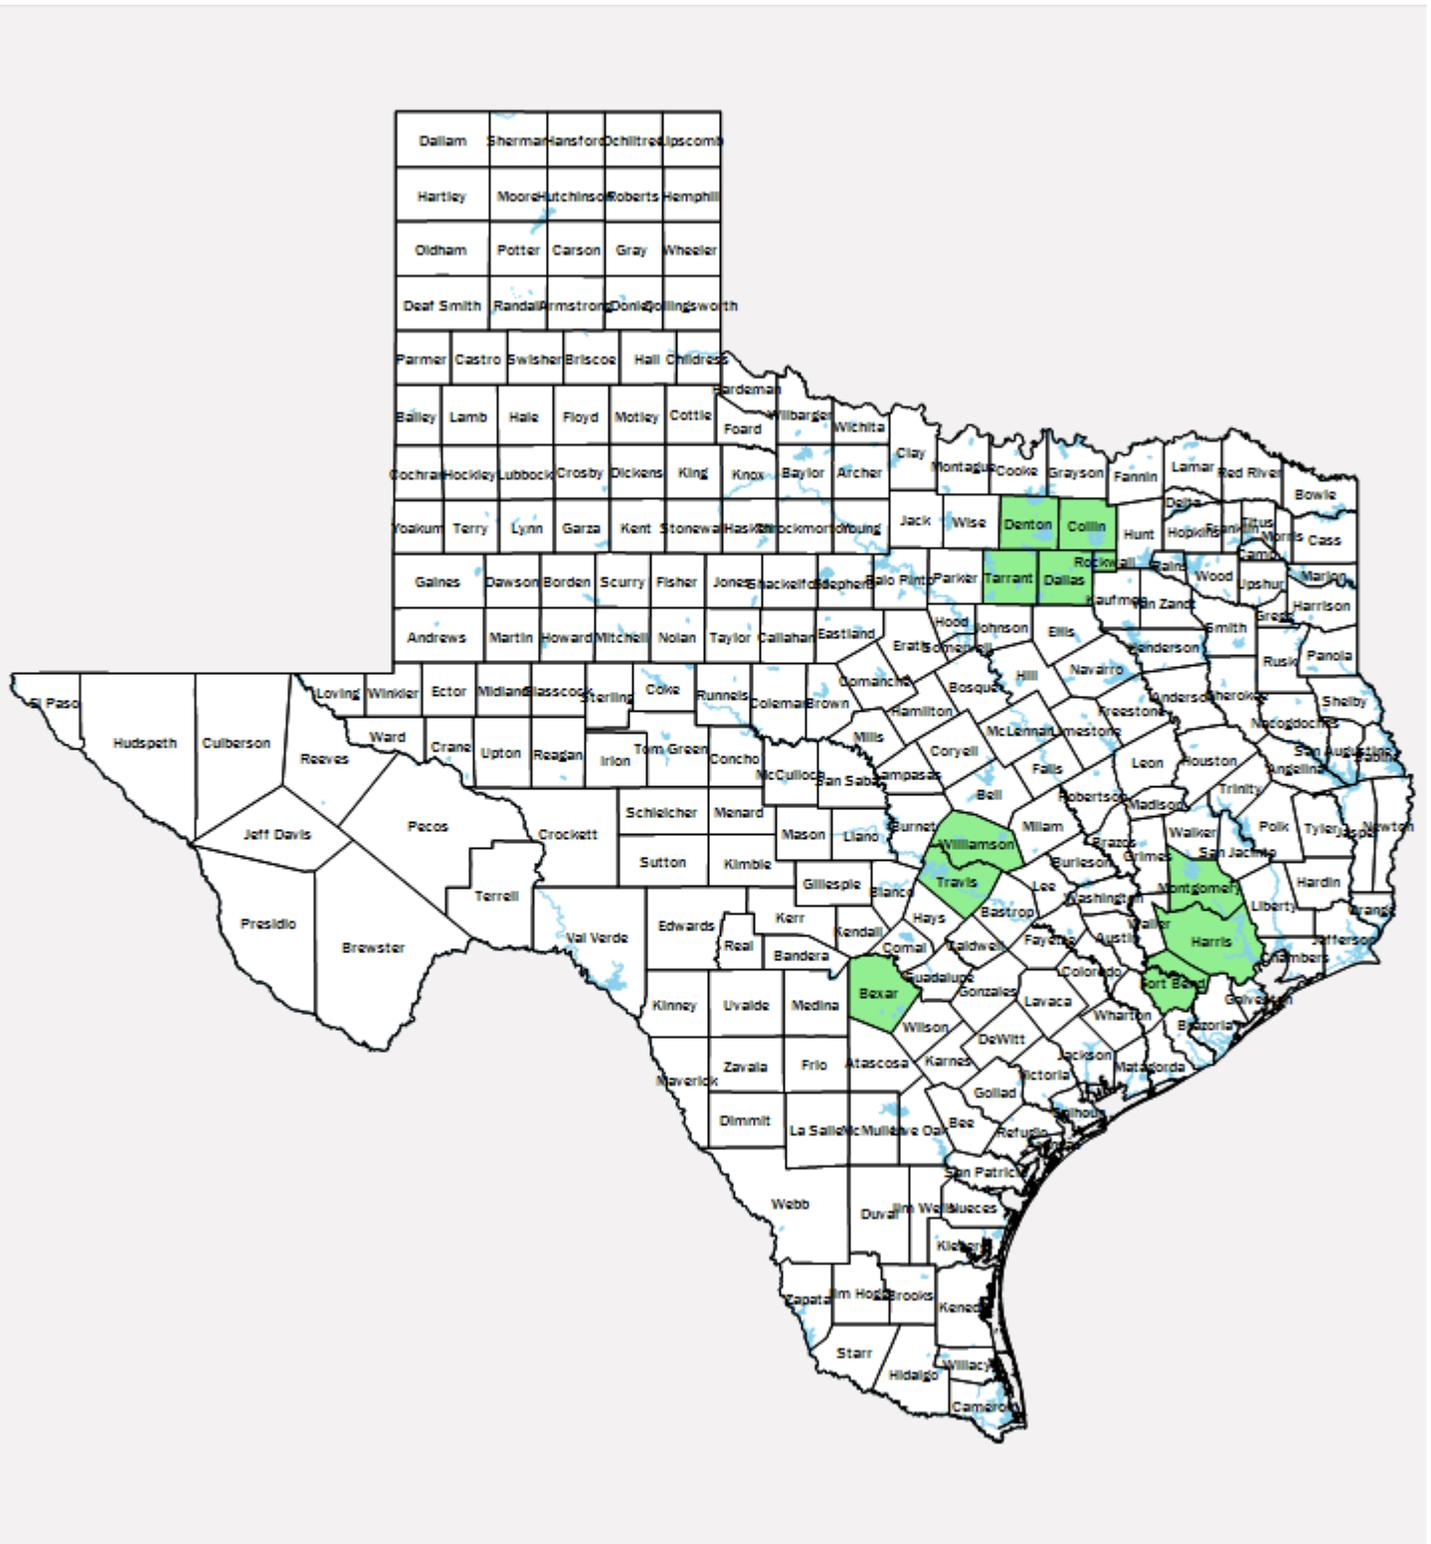 Dallam Sherman Hansford Ochiltree Lipscomb
Hartley Moore Hutchinson Roberts Hemphill
Oldham Potter Carson Gray Wheeler
Deaf Smith Randall Armstrong Donley Collingsworth
Parmer Castro Swisher Briscoe Hall Childress
Hardeman
Bailey Lamb Hale Floyd Motley Cottle Foard Wilbarger Wichita
Clay Montague Cooke Grayson Fannin Lamar Red River Bowie
Cochran Hockley Lubbock Crosby Dickens King Knox Baylor Archer
Delta
Yoakum Terry Lynn Garza Kent Stonewall Haskell Throckmorton Young Jack Wise Denton Collin Hunt Hopkins Franklin Titus Morris Cass
Camp
Rockwall Rains
Gaines Dawson Borden Scurry Fisher Jones Shackelford Stephens Palo Pinto Parker Tarrant Dallas Wood Upshur Marion
Kaufman Van Zandt Harrison
Gregg
Andrews Martin Howard Mitchell Nolan Taylor Callahan Eastland Hood Johnson Ellis Smith
Erath Somervell Henderson Rusk Panola
El Paso Loving Winkler Ector Midland Glasscock Sterling Coke Runnels Coleman Brown Comanche Bosque Hill Navarro Anderson Cherokee Shelby
Hamilton Freestone Nacogdoches
Hudspeth Culberson Reeves Ward Crane Upton Reagan Irion Tom Green Concho Mills Coryell McLennan Limestone San Augustine Sabine
McCulloch San Saba Lampasas Falls Leon Houston Angelina
Bell Robertson Madison Trinity
Jeff Davis Pecos Crockett Schleicher Menard Mason Llano Burnet Milam Walker Polk Tyler Jasper Newton
Williamson Brazos Grimes San Jacinto
Sutton Kimble Burleson
Terrell Gillespie Blanco Travis Lee Washington Montgomery Hardin
Presidio Brewster Val Verde Edwards Real Kerr Kendall Hays Bastrop Waller Liberty Orange
Bandera Comal Caldwell Fayette Austin Harris Jefferson
Chambers
Guadalupe Colorado Fort Bend
Kinney Uvalde Medina Bexar Gonzales Lavaca Galveston
Wilson Wharton Brazoria
DeWitt
Maverick Zavala Frio Atascosa Karnes Jackson Matagorda
Victoria
Goliad
Calhoun
Dimmit La Salle McMullen Live Oak Bee Refugio
Aransas
San Patricio
Webb Duval Jim Wells Nueces
Kleberg
Zapata Jim Hogg Brooks Kenedy
Starr Hidalgo Willacy
Cameron